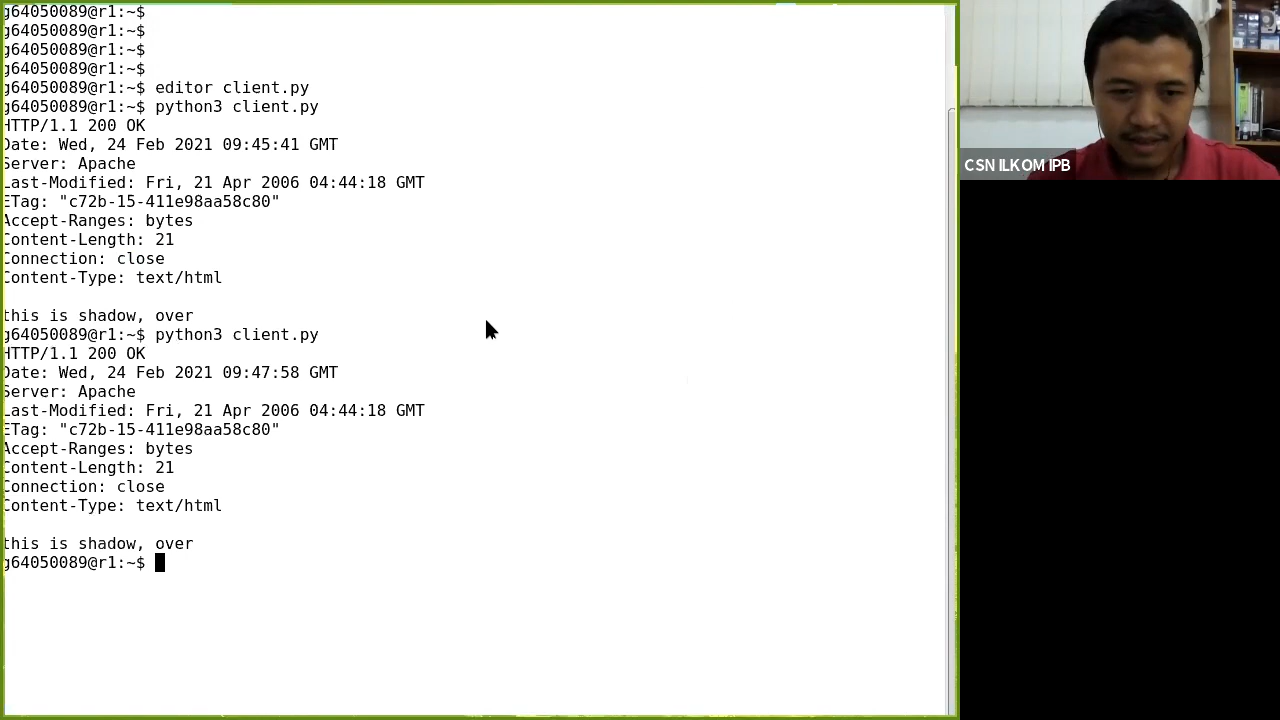 g64050089@r1:~$
g64050089@r1:~$
g64050089@r1:~$
g64050089@r1:~$
g64050089@r1:~$ editor client.py
g64050089@r1:~$ python3 client.py
HTTP/1.1 200 OK
Date: Wed, 24 Feb 2021 09:45:41 GMT
Server: Apache
Last-Modified: Fri, 21 Apr 2006 04:44:18 GMT
ETag: "c72b-15-411e98aa58c80"
Accept-Ranges: bytes
Content-Length: 21
Connection: close
Content-Type: text/html

this is shadow, over
g64050089@r1:~$ python3 client.py
HTTP/1.1 200 OK
Date: Wed, 24 Feb 2021 09:47:58 GMT
Server: Apache
Last-Modified: Fri, 21 Apr 2006 04:44:18 GMT
ETag: "c72b-15-411e98aa58c80"
Accept-Ranges: bytes
Content-Length: 21
Connection: close
Content-Type: text/html

this is shadow, over
g64050089@r1:~$
CSN ILKOM IPB